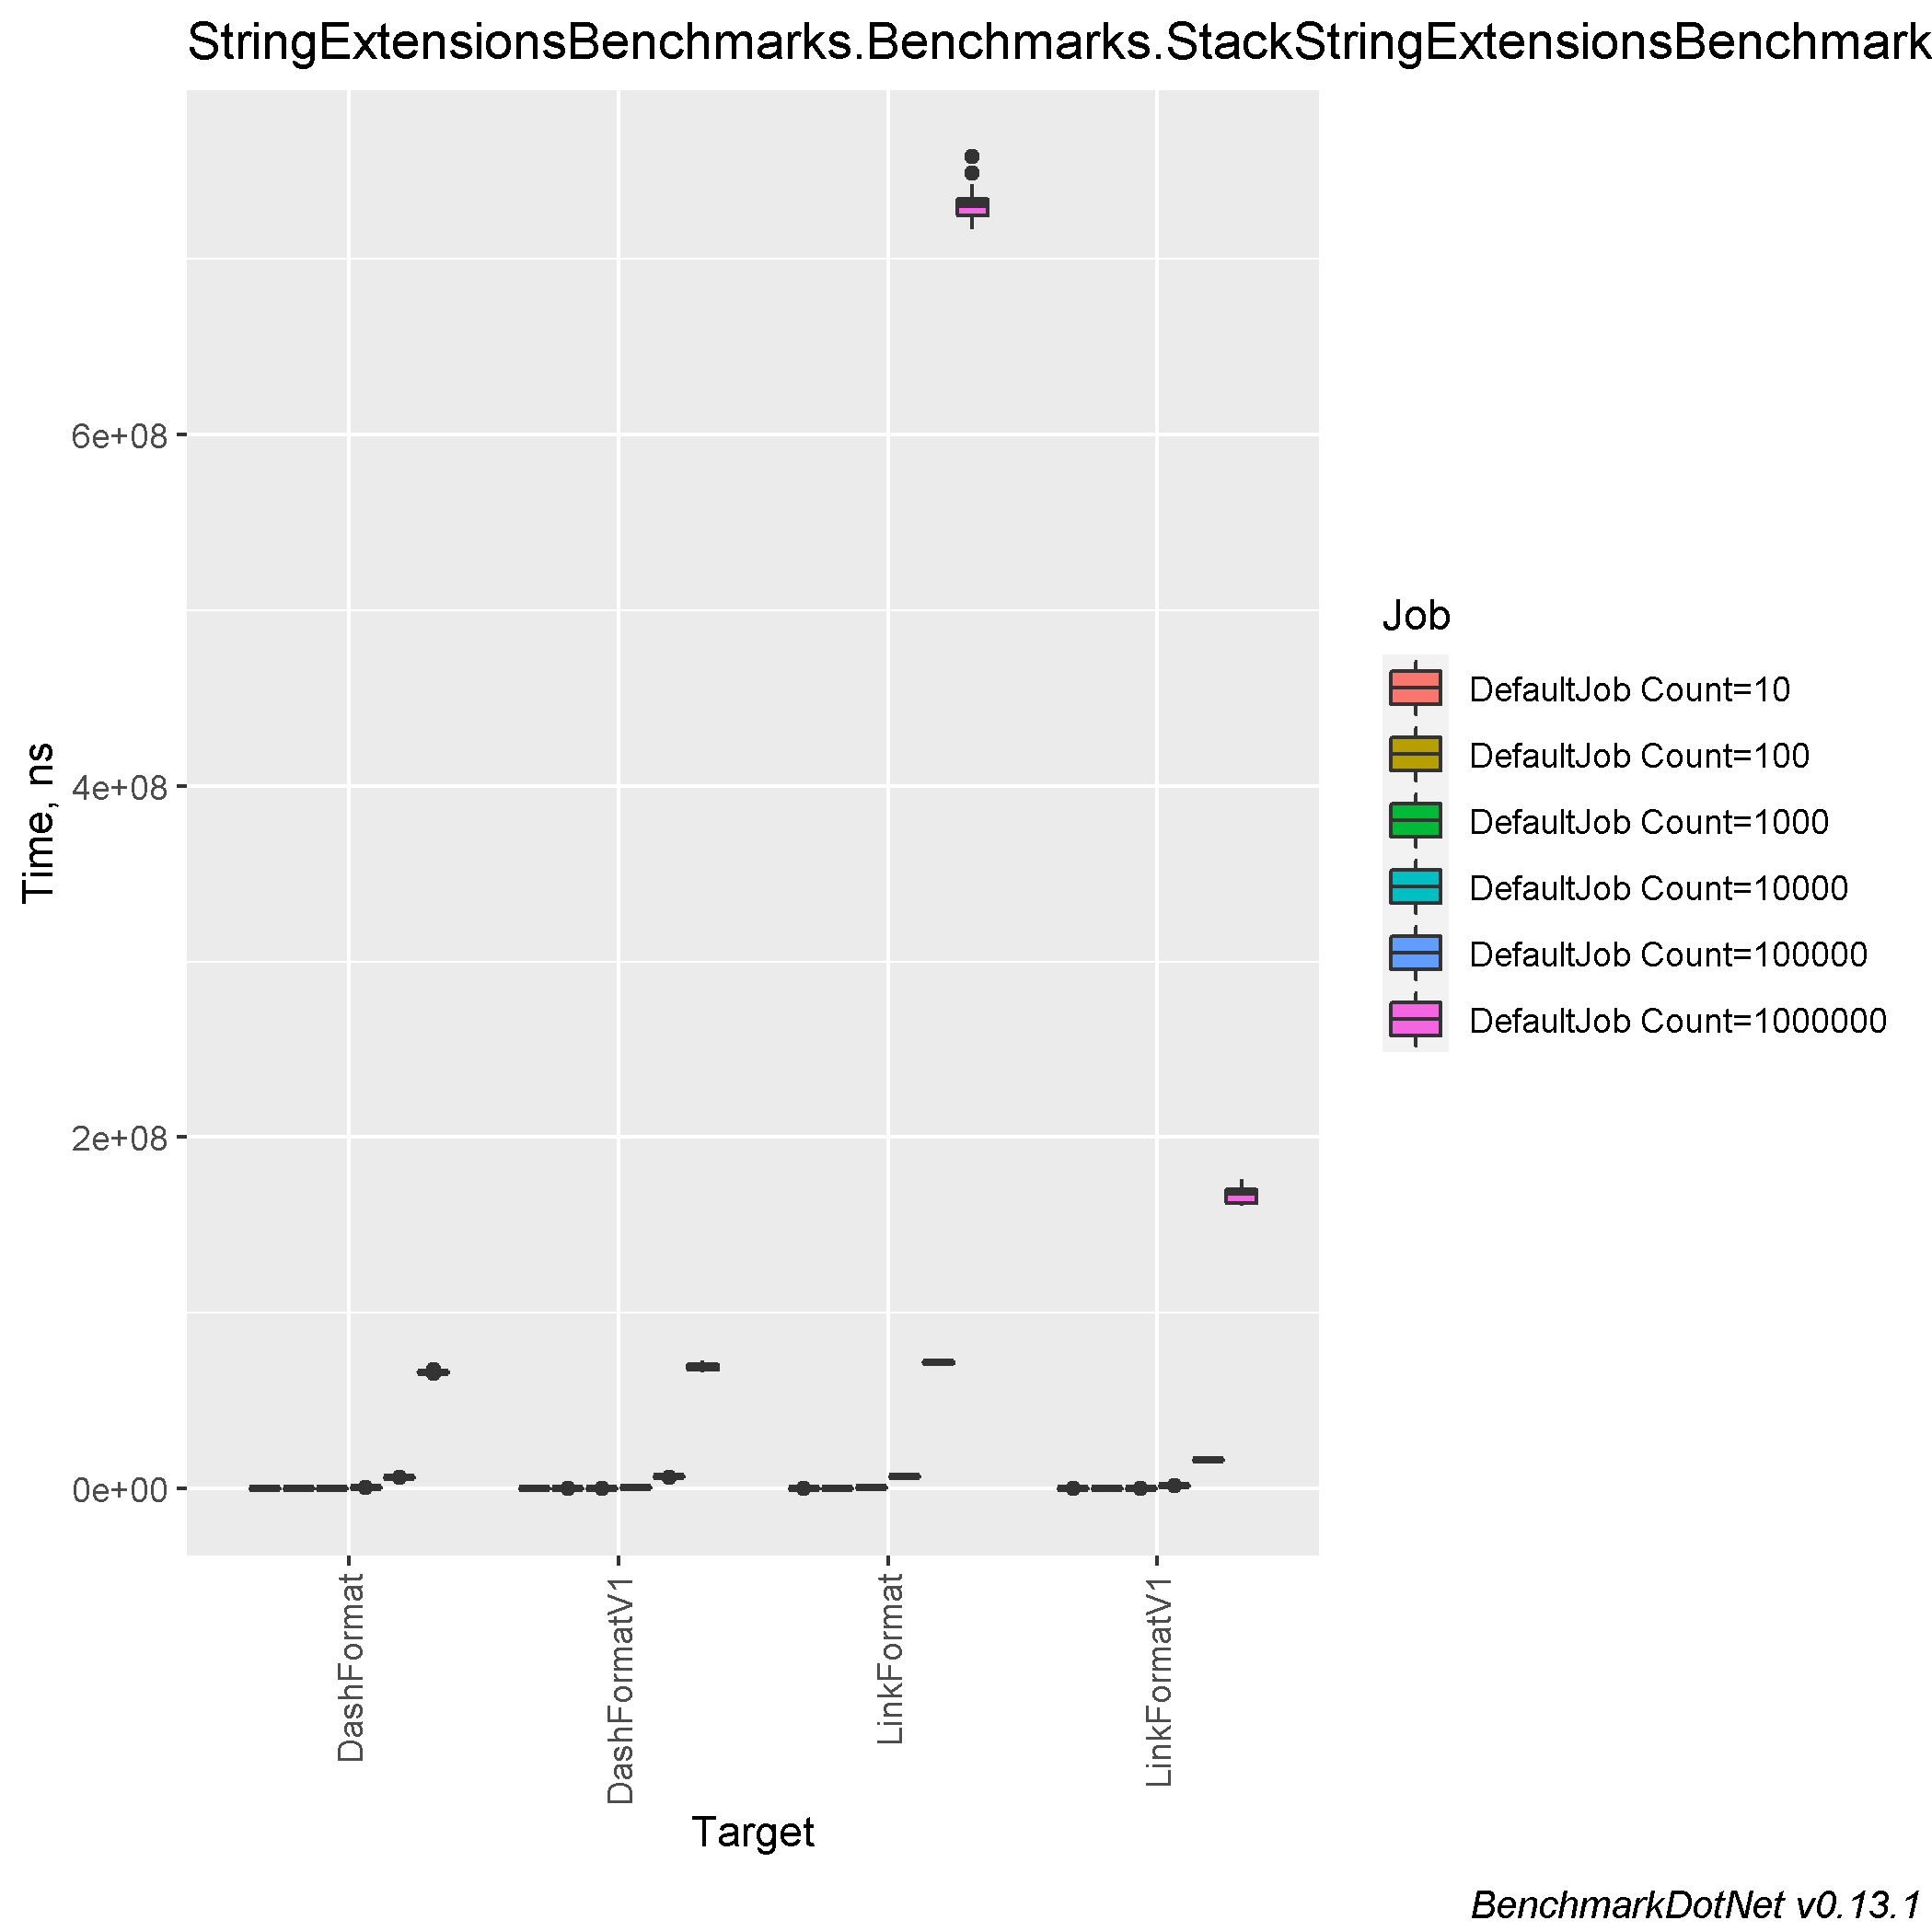 StringExtensionsBenchmarks.Benchmarks.StackStringExtensionsBenchmark
Time, ns
6e+08
4e+08
2e+08
0e+00
DashFormat
DashFormatV1
LinkFormat
LinkFormatV1
Target
Job
DefaultJob Count=10
DefaultJob Count=100
DefaultJob Count=1000
DefaultJob Count=10000
DefaultJob Count=100000
DefaultJob Count=1000000
BenchmarkDotNet v0.13.1